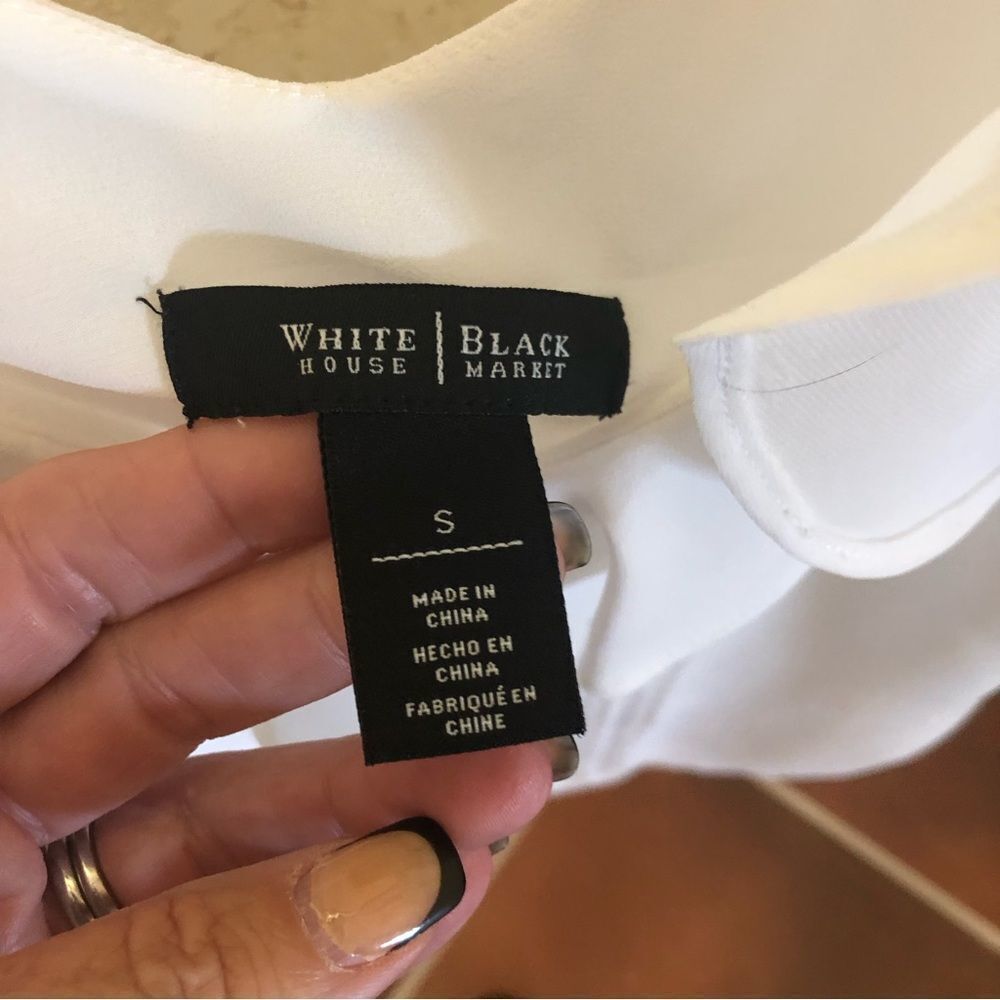 WHITE | BLACK
HOUSE | MARKET
S
MADE IN
CHINA
HECHO EN
CHINA
FABRIQUÉ EN
CHINE